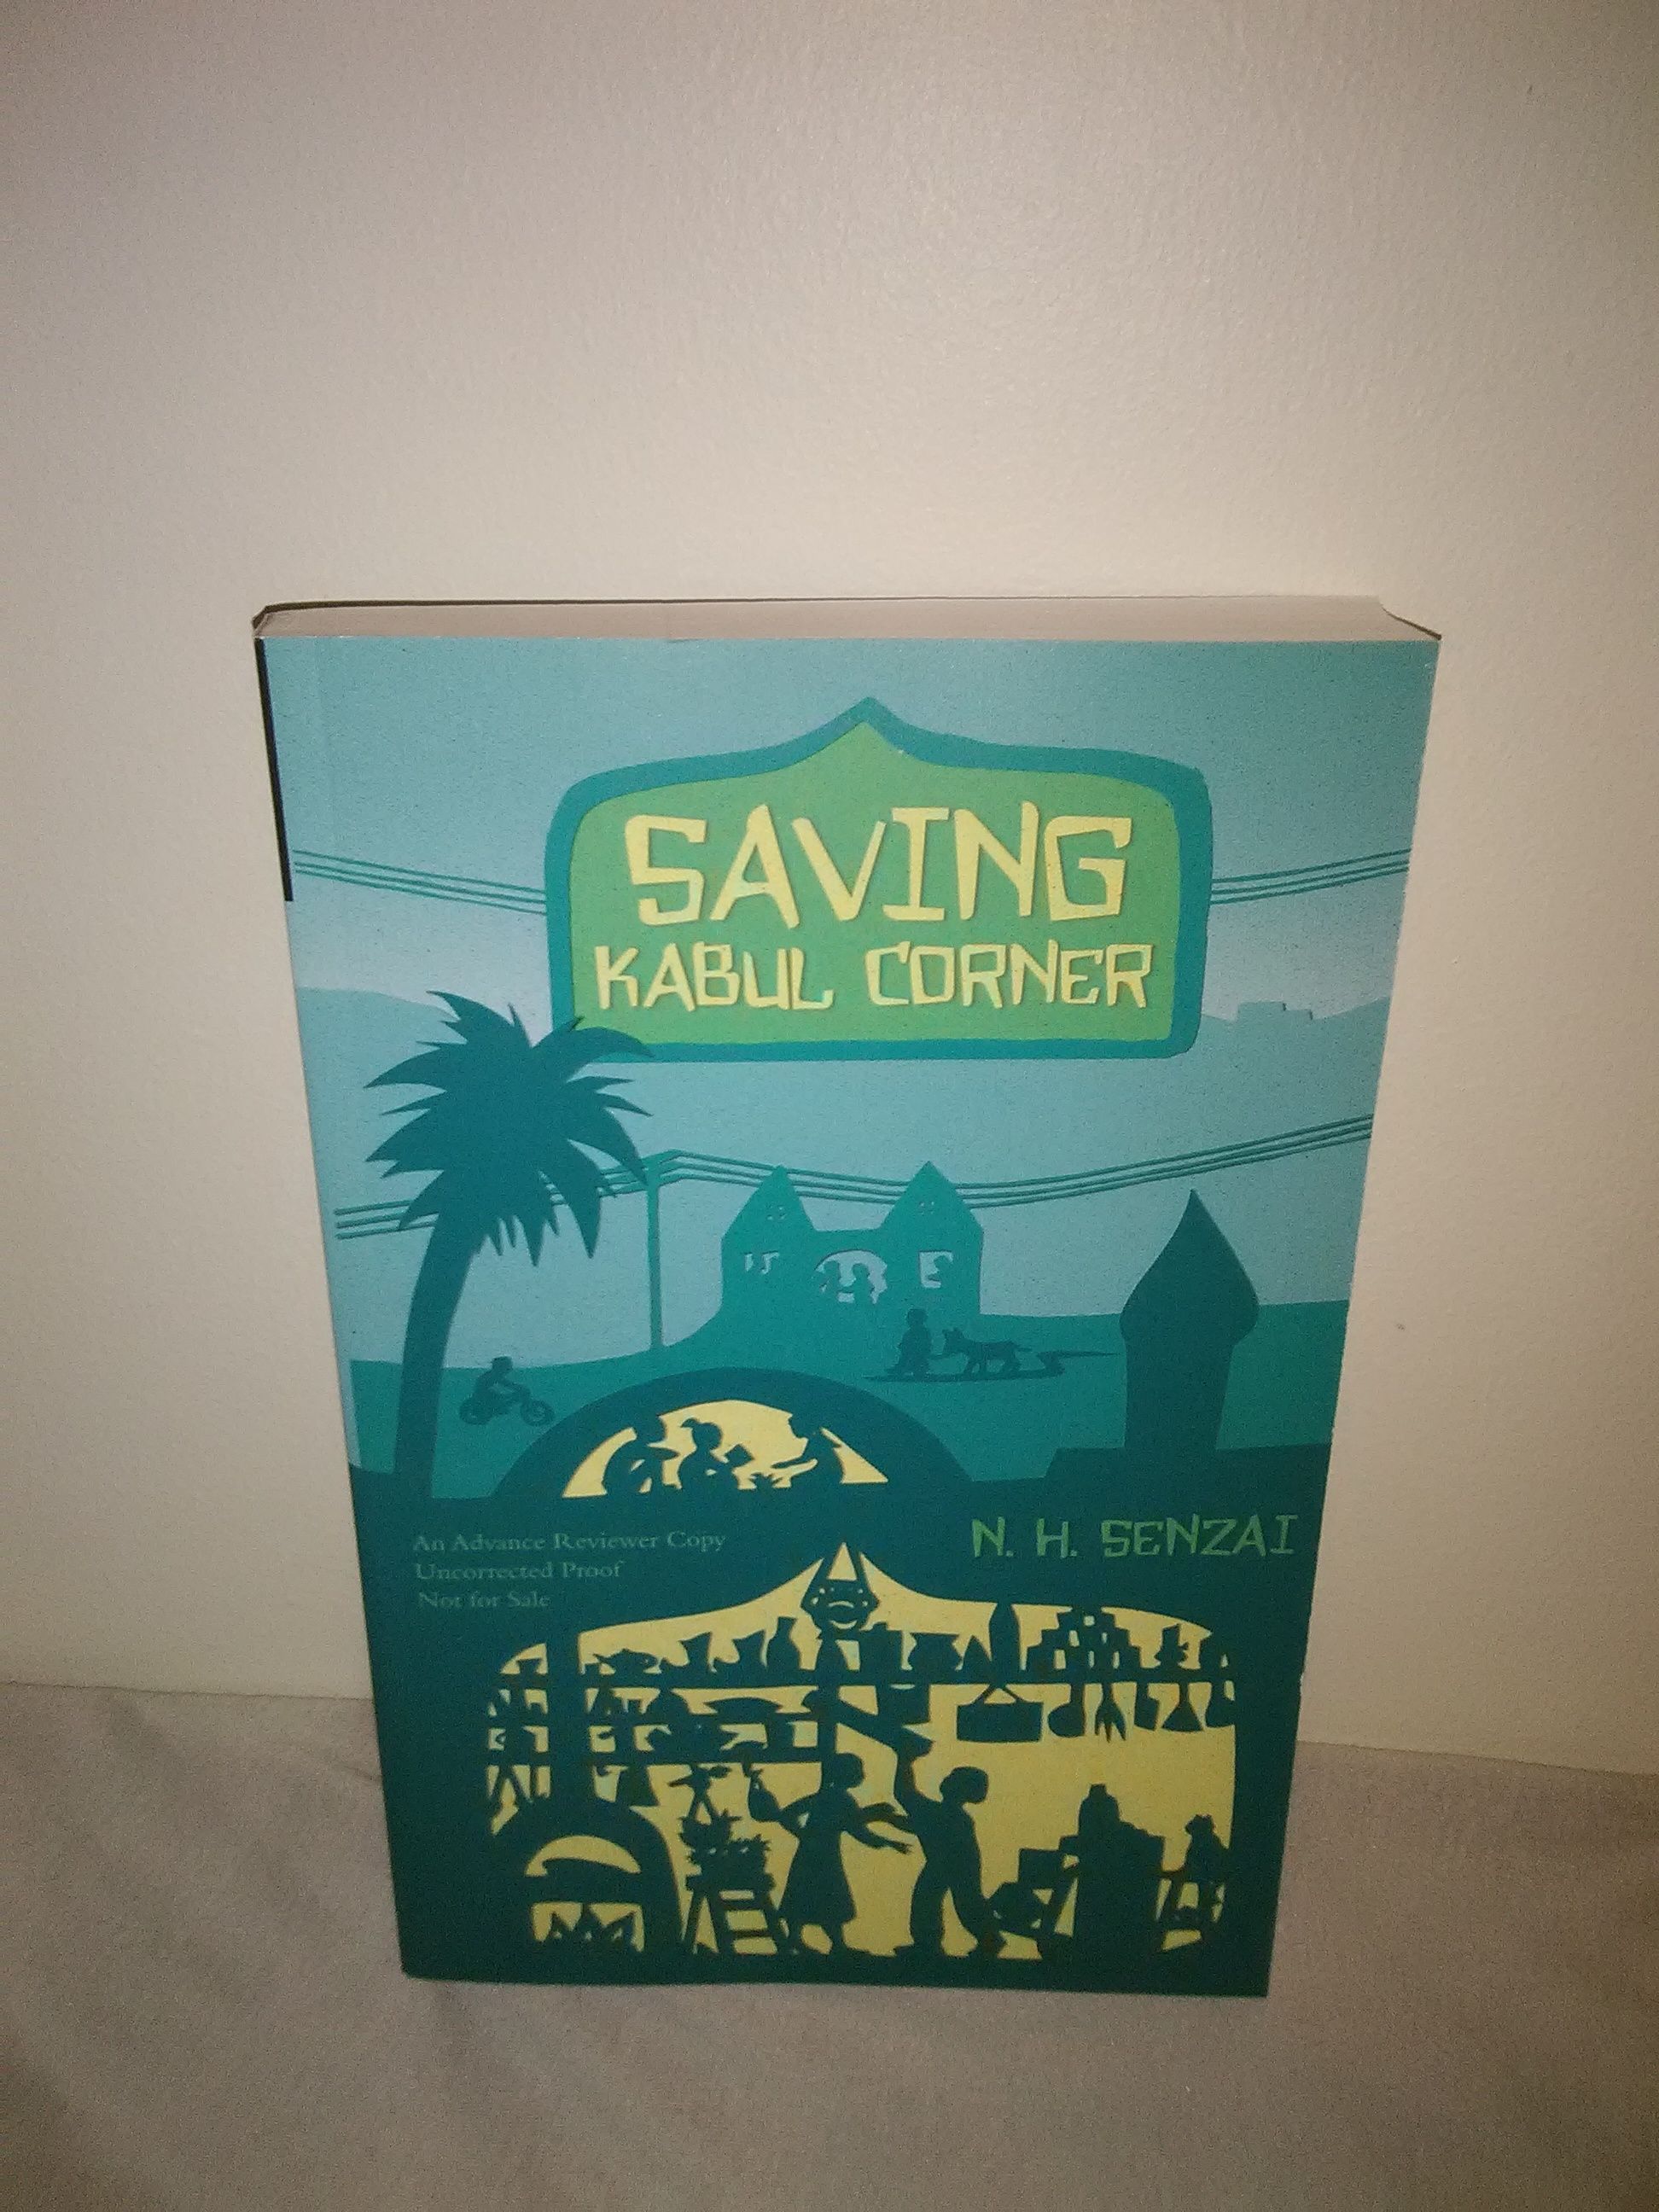 SAVING
KABUL CORNER
An Advance Reviewer Copy
Uncorrected Proof
Not for Sale
N. H. SENZAI